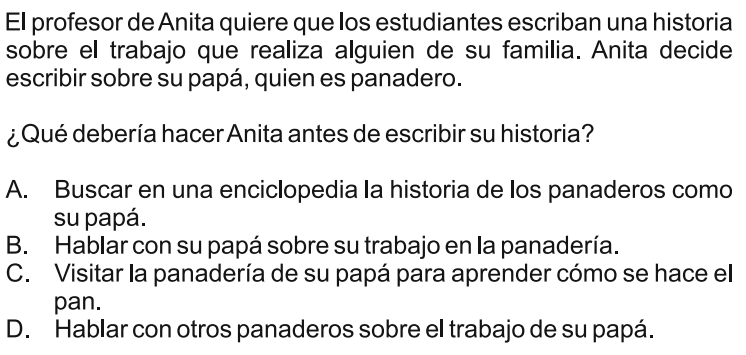 El profesor de Anita quiere que los estudiantes escriban una historia
sobre el trabajo que realiza alguien de su familia. Anita decide
escribir sobre su papá, quien es panadero.
¿Qué debería hacer Anita antes de escribir su historia?
A. Buscar en una enciclopedia la historia de los panaderos como
su papá.
B. Hablar con su papá sobre su trabajo en la panadería.
C. Visitar la panadería de su papá para aprender cómo se hace el
pan.
D. Hablar con otros panaderos sobre el trabajo de su papá.